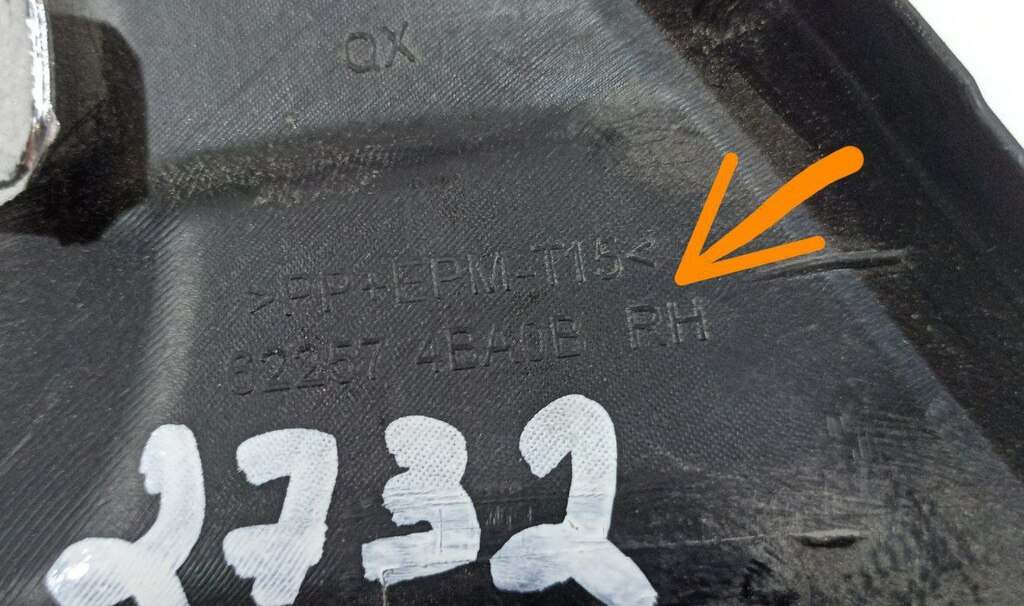 QX
>PP+EPM-T15<
62257 4BA0B RH
2732